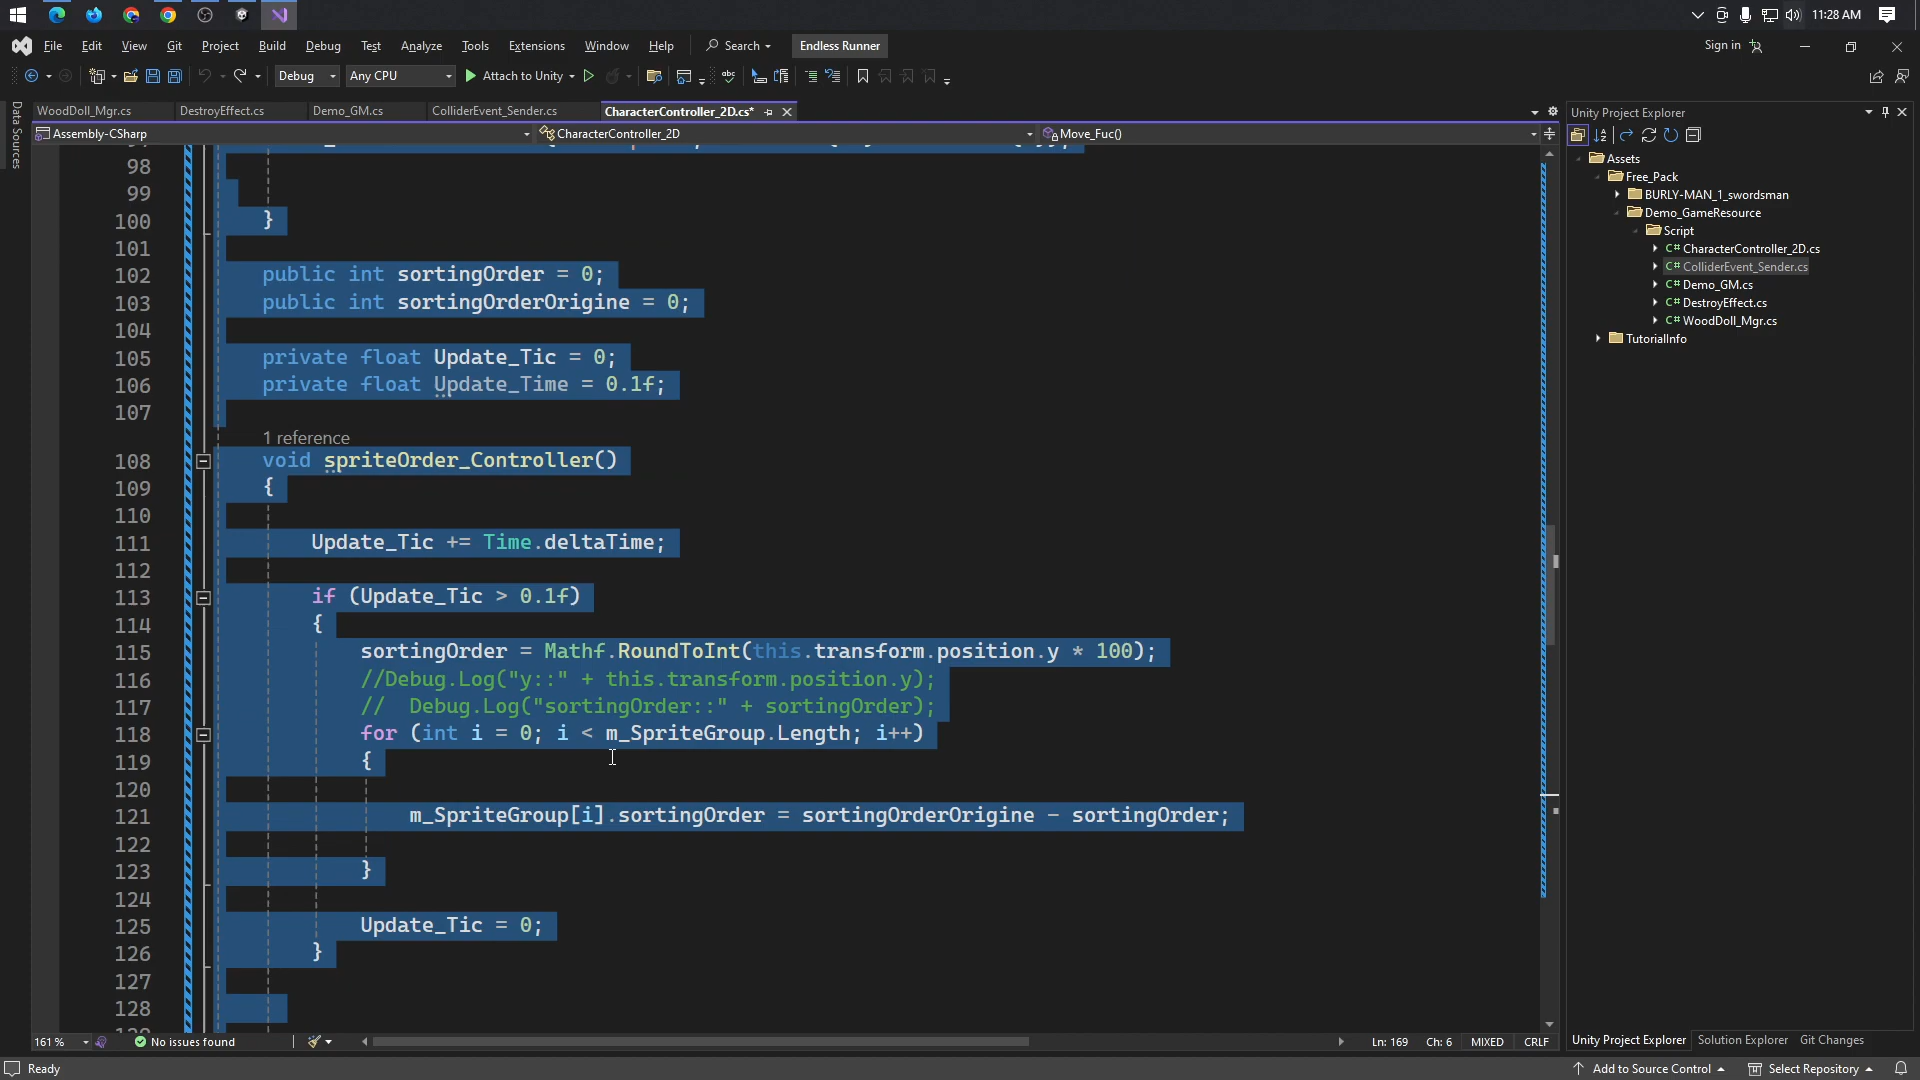 11:28 AM
File Edit View Git Project Build Debug Test Analyze Tools Extensions Window Help Search Endless Runner Sign in
Debug Any CPU Attach to Unity
WoodDoll_Mgr.cs DestroyEffect.cs Demo_GM.cs ColliderEvent_Sender.cs CharacterController_2D.cs*
Data Sources
Assembly-CSharp CharacterController_2D Move_Fuc()
98
99
100 }
101
102 public int sortingOrder = 0;
103 public int sortingOrderOrigine = 0;
104
105 private float Update_Tic = 0;
106 private float Update_Time = 0.1f;
107
1 reference
108 void spriteOrder_Controller()
109 {
110
111 Update_Tic += Time.deltaTime;
112
113 if (Update_Tic > 0.1f)
114 {
115 sortingOrder = Mathf.RoundToInt(this.transform.position.y * 100);
116 //Debug.Log("y::" + this.transform.position.y);
117 //  Debug.Log("sortingOrder::" + sortingOrder);
118 for (int i = 0; i < m_SpriteGroup.Length; i++)
119 {
120
121 m_SpriteGroup[i].sortingOrder = sortingOrderOrigine - sortingOrder;
122
123 }
124
125 Update_Tic = 0;
126 }
127
128
161 % No issues found Ln: 169 Ch: 6 MIXED CRLF
Unity Project Explorer
Assets
Free_Pack
BURLY-MAN_1_swordsman
Demo_GameResource
Script
C# CharacterController_2D.cs
C# ColliderEvent_Sender.cs
C# Demo_GM.cs
C# DestroyEffect.cs
C# WoodDoll_Mgr.cs
TutorialInfo
Unity Project Explorer Solution Explorer Git Changes
Ready Add to Source Control Select Repository